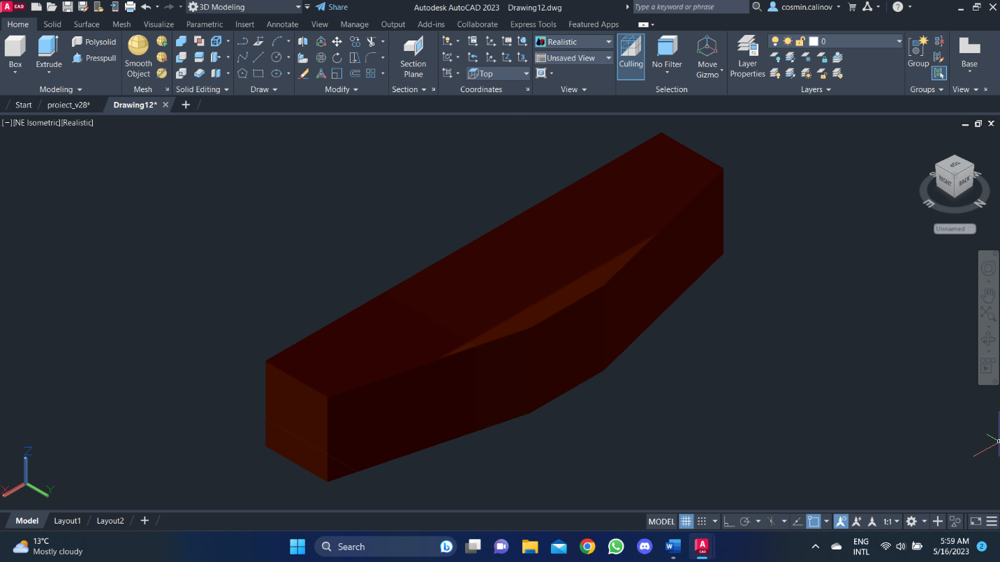 A CAD 3D Modeling Share Autodesk AutoCAD 2023 Drawing12.dwg Type a keyword or phrase cosmin.calinov
Home Solid Surface Mesh Visualize Parametric Insert Annotate View Manage Output Add-ins Collaborate Express Tools Featured Apps
Polysolid
Presspull
Realistic
Unsaved View
Top
0
Box Extrude Smooth Object Section Plane Culling No Filter Move Gizmo Layer Properties Group Base
Modeling Mesh Solid Editing Draw Modify Section Coordinates View Selection Layers Groups View
Start proiect_v28* Drawing12*
[−][NE Isometric][Realistic]
TOP
RIGHT BACK
E N
Unnamed
Z
X Y
Model Layout1 Layout2 MODEL 1:1
13°C
Mostly cloudy
Search
ENG
INTL
5:59 AM
5/16/2023
2